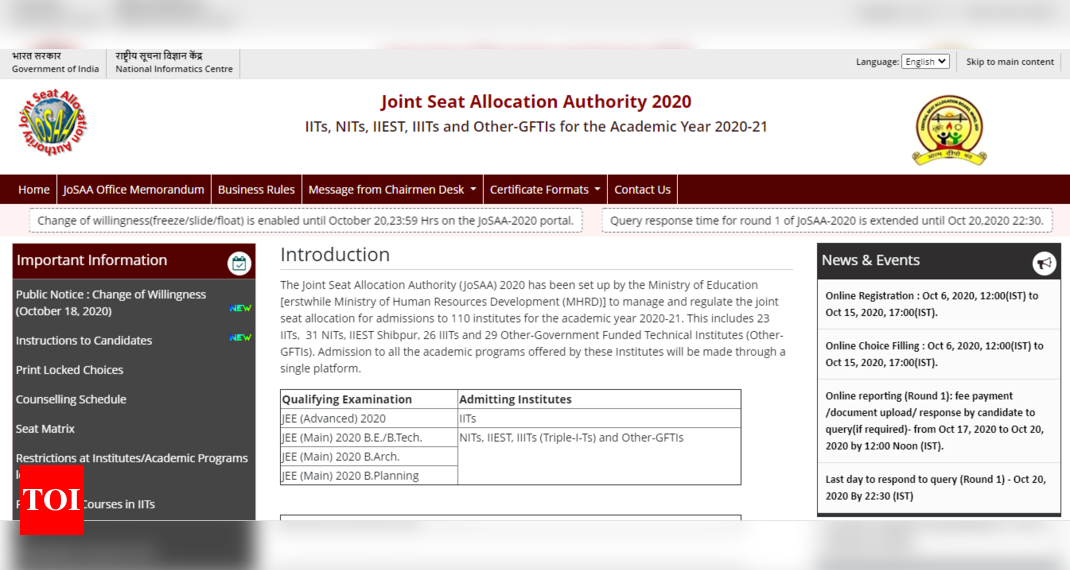 भारत सरकार
Government of India
राष्ट्रीय सूचना विज्ञान केंद्र
National Informatics Centre
Language: English
Skip to main content
Joint Seat Allocation Authority
JoSAA
Joint Seat Allocation Authority 2020
IITs, NITs, IIEST, IIITs and Other-GFTIs for the Academic Year 2020-21
Home
JoSAA Office Memorandum
Business Rules
Message from Chairmen Desk
Certificate Formats
Contact Us
Change of willingness(freeze/slide/float) is enabled until October 20,23:59 Hrs on the JoSAA-2020 portal.
Query response time for round 1 of JoSAA-2020 is extended until Oct 20,2020 22:30.
Important Information
Public Notice : Change of Willingness
(October 18, 2020)
NEW
Instructions to Candidates
NEW
Print Locked Choices
Counselling Schedule
Seat Matrix
Restrictions at Institutes/Academic Programs
Courses in IITs
TOI
Introduction
The Joint Seat Allocation Authority (JoSAA) 2020 has been set up by the Ministry of Education
[erstwhile Ministry of Human Resources Development (MHRD)] to manage and regulate the joint
seat allocation for admissions to 110 institutes for the academic year 2020-21. This includes 23
IITs, 31 NITs, IIEST Shibpur, 26 IIITs and 29 Other-Government Funded Technical Institutes (Other-
GFTIs). Admission to all the academic programs offered by these Institutes will be made through a
single platform.
Qualifying Examination
Admitting Institutes
JEE (Advanced) 2020
IITs
JEE (Main) 2020 B.E./B.Tech.
NITs, IIEST, IIITs (Triple-I-Ts) and Other-GFTIs
JEE (Main) 2020 B.Arch.
JEE (Main) 2020 B.Planning
News & Events
Online Registration : Oct 6, 2020, 12:00(IST) to
Oct 15, 2020, 17:00(IST).
Online Choice Filling : Oct 6, 2020, 12:00(IST) to
Oct 15, 2020, 17:00(IST).
Online reporting (Round 1): fee payment
/document upload/ response by candidate to
query(if required)- from Oct 17, 2020 to Oct 20,
2020 by 12:00 Noon (IST).
Last day to respond to query (Round 1) - Oct 20,
2020 By 22:30 (IST)